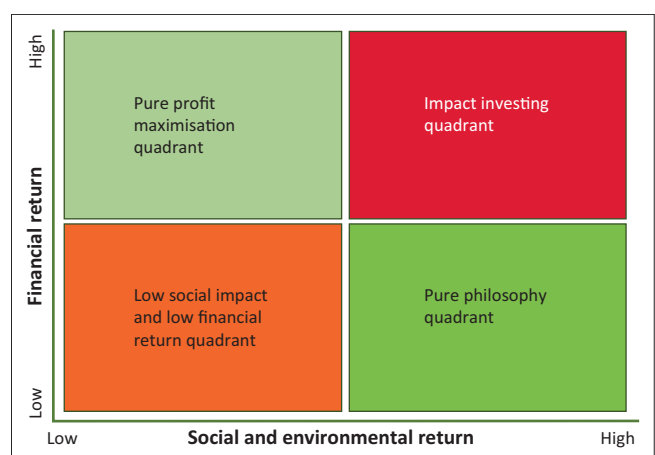 High
Pure profit
maximisation
quadrant
Impact investing
quadrant
Financial return
Low social impact
and low financial
return quadrant
Pure philosophy
quadrant
Low
Low
Social and environmental return
High